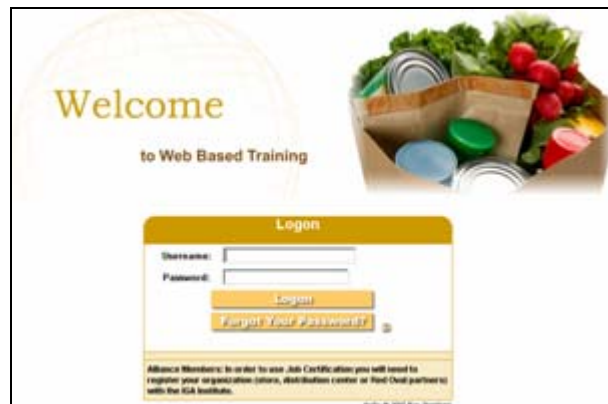 Welcome
to Web Based Training
Logon
Username:
Password:
Logon
Forgot Your Password?
Alliance Members: In order to use Job Certification you will need to
register your organization (store, distribution center or Red Oval partners)
with the IGA Institute.